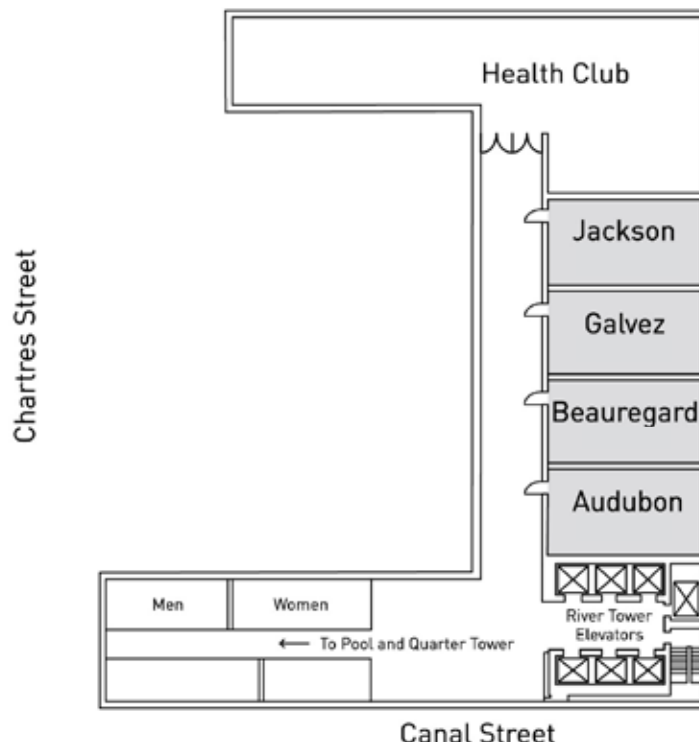 Health Club
Jackson
Chartres Street
Galvez
Beauregard
Audubon
Men
Women
River Tower
Elevators
← To Pool and Quarter Tower
Canal Street